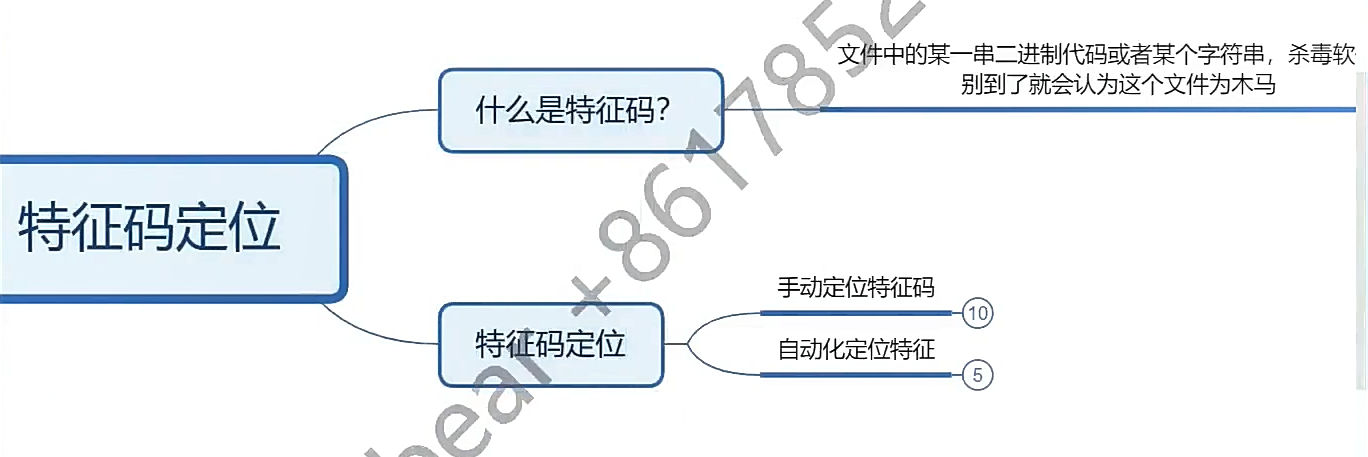 文件中的某一串二进制代码或者某个字符串，杀毒软
别到了就会认为这个文件为木马
什么是特征码？
特征码定位
特征码定位
手动定位特征码
10
自动化定位特征
5
bear +8617852